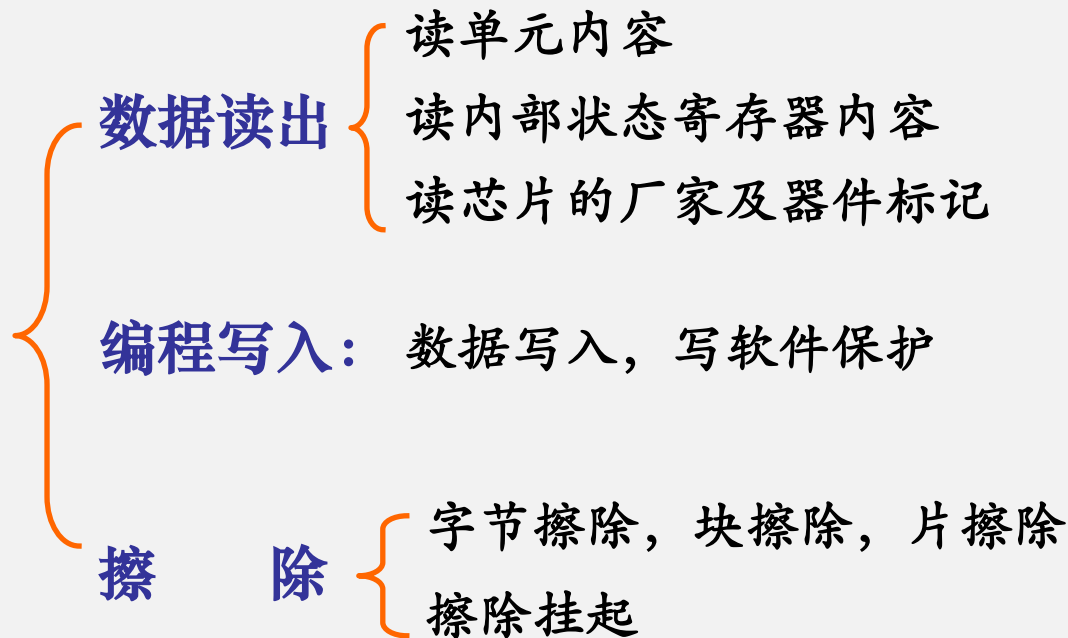 读单元内容
数据读出
读内部状态寄存器内容
读芯片的厂家及器件标记
编程写入： 数据写入，写软件保护
字节擦除，块擦除，片擦除
擦 除
擦除挂起